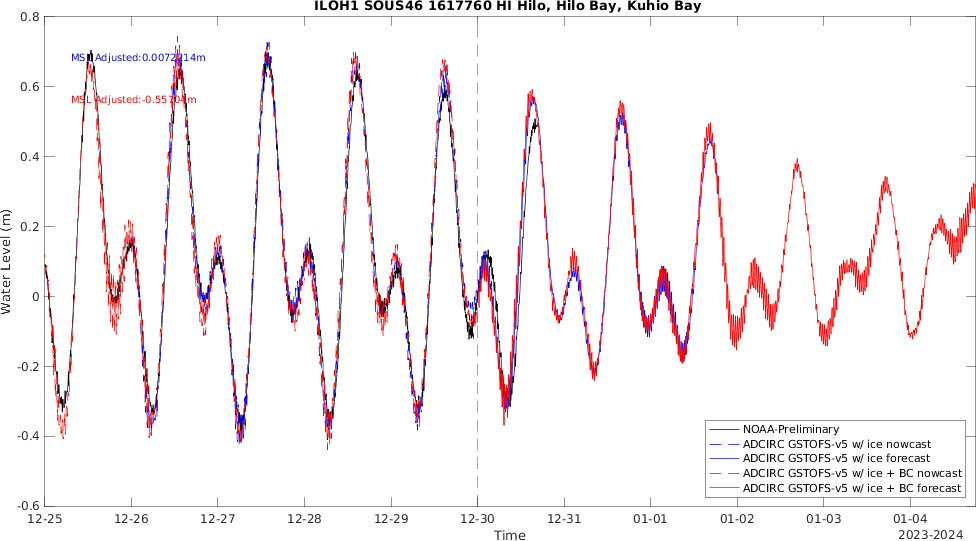 ILOH1 SOUS46 1617760 HI Hilo, Hilo Bay, Kuhio Bay
0.8
MSL Adjusted:0.0072214m
0.6
MSL Adjusted:
0.4
0.2
Water Level (m)
0
-0.2
-0.4
-0.6
NOAA-Preliminary
ADCIRC GSTOFS-v5 w/ ice nowcast
ADCIRC GSTOFS-v5 w/ ice forecast
ADCIRC GSTOFS-v5 w/ ice + BC nowcast
ADCIRC GSTOFS-v5 w/ ice + BC forecast
12-25 12-26 12-27 12-28 12-29 12-30 12-31 01-01 01-02 01-03 01-04
Time
2023-2024